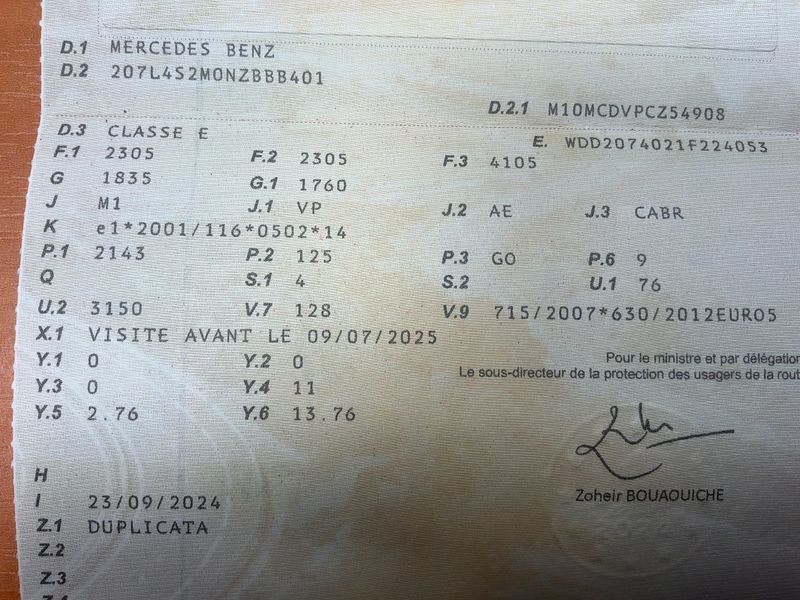 D.1 MERCEDES BENZ
D.2 207L4S2M0NZBBB401
D.2.1 M10MCDVPCZ54908
D.3 CLASSE E
E. WDD2074021F224053
F.1 2305 F.2 2305 F.3 4105
G 1835 G.1 1760
J M1 J.1 VP J.2 AE J.3 CABR
K e1*2001/116*0502*14
P.1 2143 P.2 125 P.3 GO P.6 9
Q S.1 4 S.2 U.1 76
U.2 3150 V.7 128 V.9 715/2007*630/2012EURO5
X.1 VISITE AVANT LE 09/07/2025
Y.1 0 Y.2 0
Pour le ministre et par délégation
Y.3 0 Y.4 11
Le sous-directeur de la protection des usagers de la rout
Y.5 2.76 Y.6 13.76
H
I 23/09/2024
Zoheir BOUAOUICHE
Z.1 DUPLICATA
Z.2
Z.3